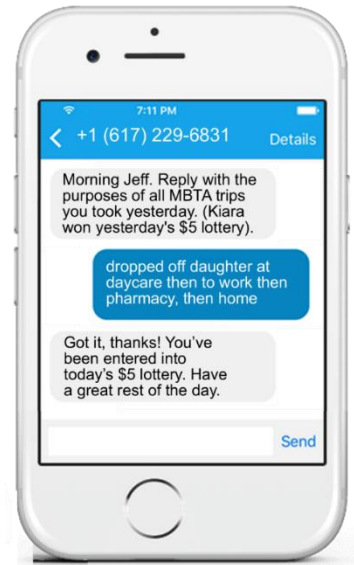 7:11 PM
+1 (617) 229-6831
Details
Morning Jeff. Reply with the
purposes of all MBTA trips
you took yesterday. (Kiara
won yesterday's $5 lottery).
dropped off daughter at
daycare then to work then
pharmacy, then home
Got it, thanks! You've
been entered into
today's $5 lottery. Have
a great rest of the day.
Send